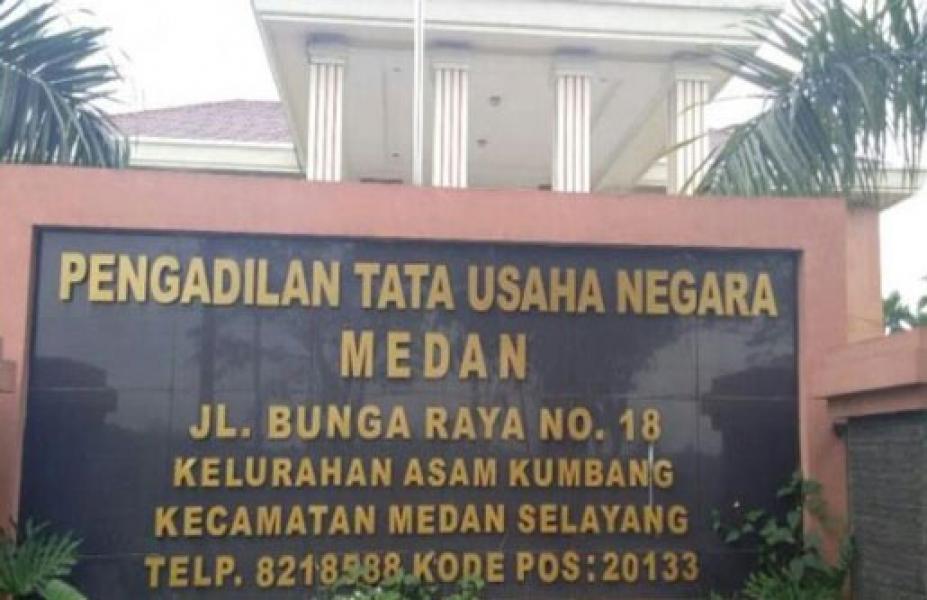 PENGADILAN TATA USAHA NEGARA
MEDAN
JL. BUNGA RAYA NO. 18
KELURAHAN ASAM KUMBANG
KECAMATAN MEDAN SELAYANG
TELP. 8218588 KODE POS: 20133